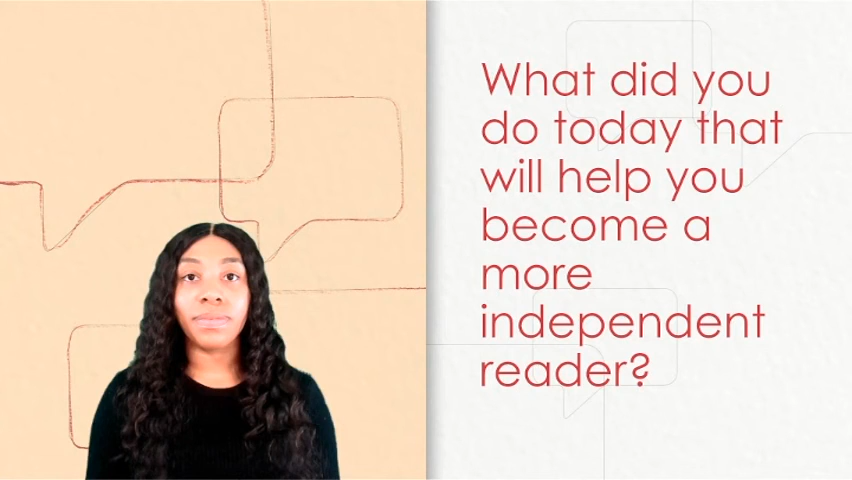 What did you
do today that
will help you
become a
more
independent
reader?